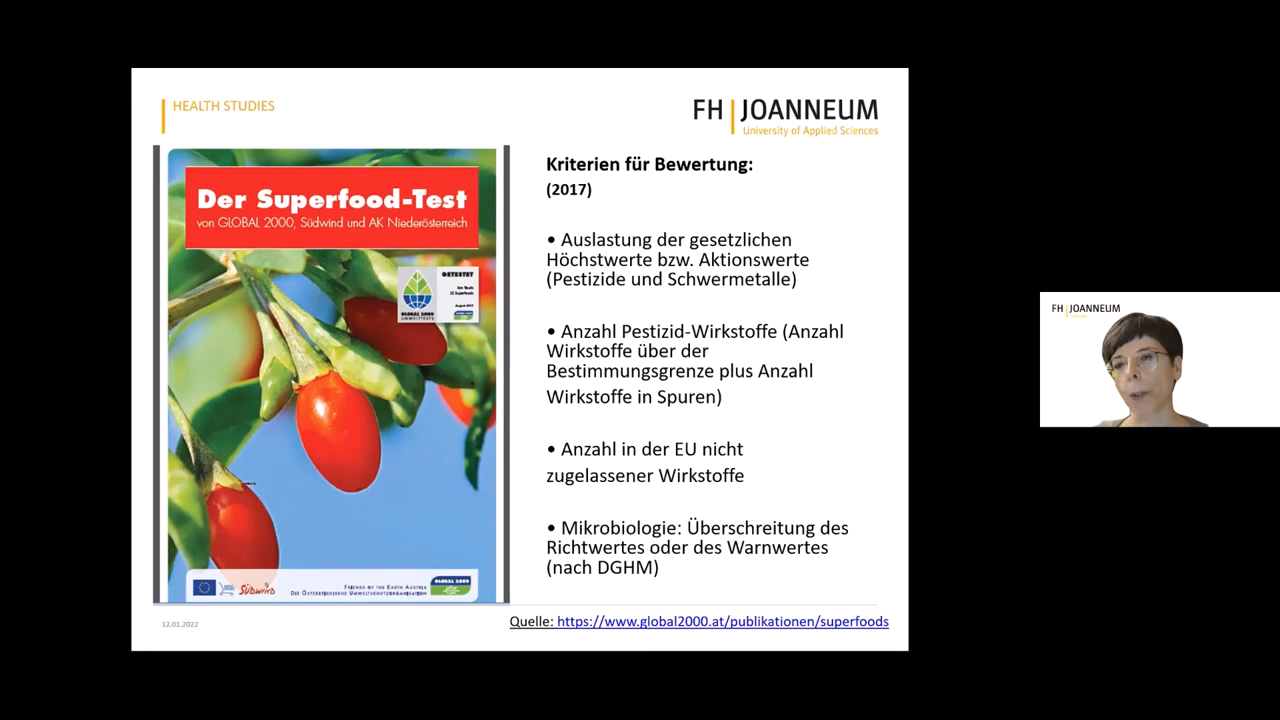 HEALTH STUDIES
FH | JOANNEUM
University of Applied Sciences
Der Superfood-Test
von GLOBAL 2000, Südwind und AK Niederösterreich
GETESTET
GLOBAL 2000
UMWELTTESTS
SÜDWIND
FRIENDS OF THE EARTH AUSTRIA
DIE ÖSTERREICHISCHE UMWELTSCHUTZORGANISATION
GLOBAL 2000
Kriterien für Bewertung:
(2017)
• Auslastung der gesetzlichen
Höchstwerte bzw. Aktionswerte
(Pestizide und Schwermetalle)
• Anzahl Pestizid-Wirkstoffe (Anzahl
Wirkstoffe über der
Bestimmungsgrenze plus Anzahl
Wirkstoffe in Spuren)
• Anzahl in der EU nicht
zugelassener Wirkstoffe
• Mikrobiologie: Überschreitung des
Richtwertes oder des Warnwertes
(nach DGHM)
12.01.2022
Quelle: https://www.global2000.at/publikationen/superfoods
FH | JOANNEUM